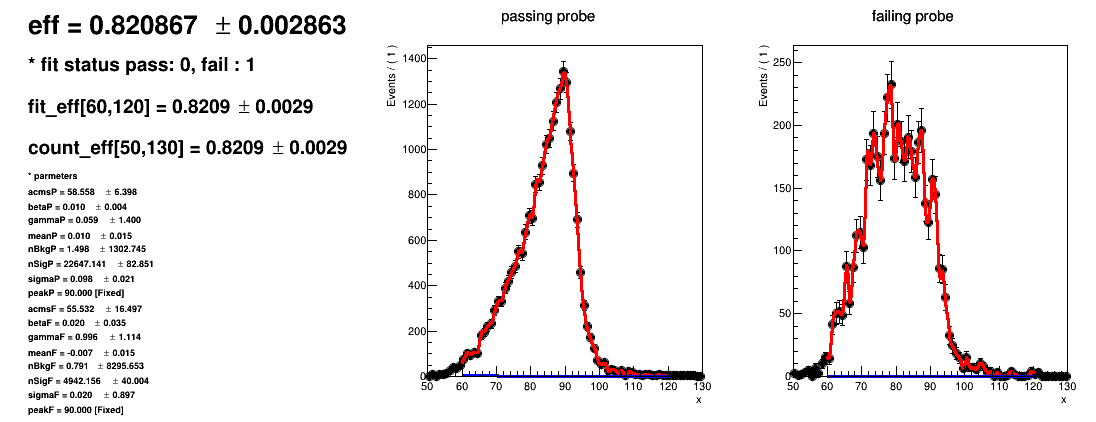 eff = 0.820867 ± 0.002863
* fit status pass: 0, fail : 1
fit_eff[60,120] = 0.8209 ± 0.0029
count_eff[50,130] = 0.8209 ± 0.0029
* parmeters
acmsP = 58.558 ± 6.398
betaP = 0.010 ± 0.004
gammaP = 0.059 ± 1.400
meanP = 0.010 ± 0.015
nBkgP = 1.498 ± 1302.745
nSigP = 22647.141 ± 82.851
sigmaP = 0.098 ± 0.021
peakP = 90.000 [Fixed]
acmsF = 55.532 ± 16.497
betaF = 0.020 ± 0.035
gammaF = 0.996 ± 1.114
meanF = -0.007 ± 0.015
nBkgF = 0.791 ± 8295.653
nSigF = 4942.156 ± 40.004
sigmaF = 0.020 ± 0.897
peakF = 90.000 [Fixed]
passing probe
Events / ( 1 )
1400
1200
1000
800
600
400
200
0
50 60 70 80 90 100 110 120 130
x
failing probe
Events / ( 1 )
250
200
150
100
50
0
50 60 70 80 90 100 110 120 130
x